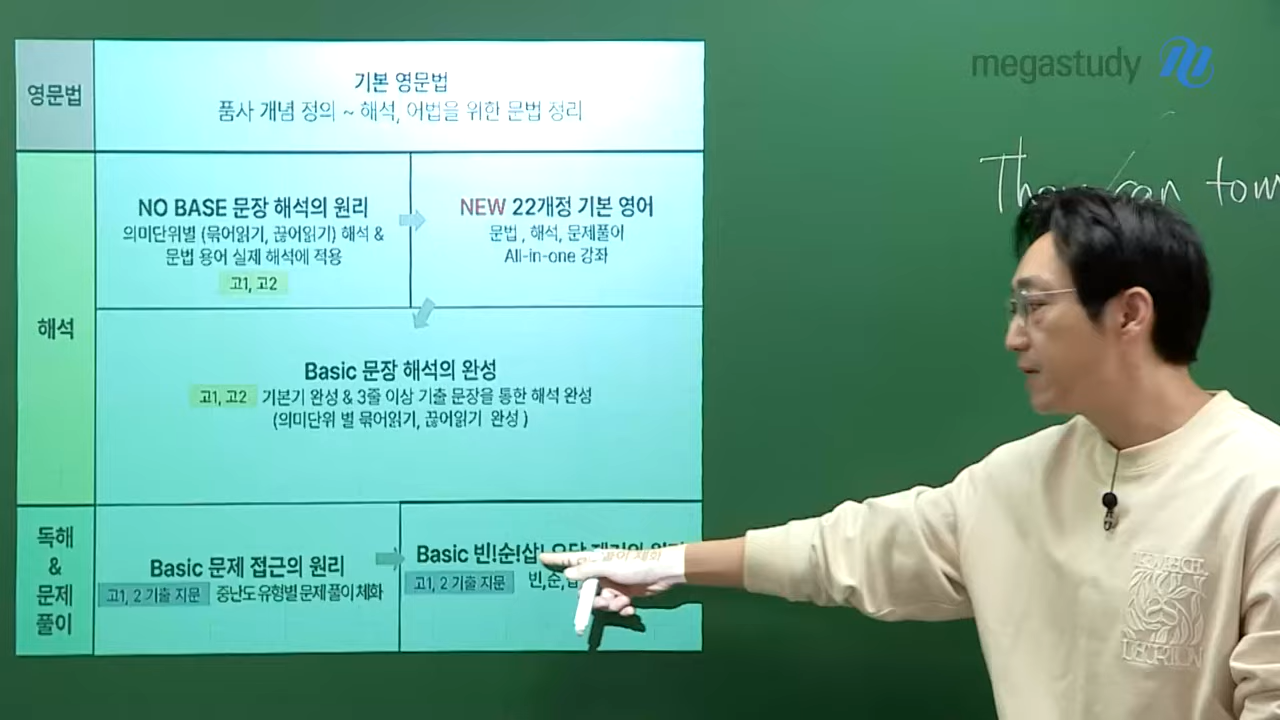 megastudy
They can tow
영문법
기본 영문법
품사 개념 정의 ~ 해석, 어법을 위한 문법 정리
해석
NO BASE 문장 해석의 원리
의미단위별 (묶어읽기, 끊어읽기) 해석 &
문법 용어 실제 해석에 적용
고1, 고2
NEW 22개정 기본 영어
문법 , 해석, 문제풀이
All-in-one 강좌
Basic 문장 해석의 완성
고1, 고2 기본기 완성 & 3줄 이상 기출 문장을 통한 해석 완성
(의미단위 별 묶어읽기, 끊어읽기 완성 )
독해
&
문제
풀이
Basic 문제 접근의 원리
고1, 2 기출 지문 중난도 유형별 문제 풀이 체화
Basic 빈!순!삽!
고1, 2 기출 지문 빈,순,삽